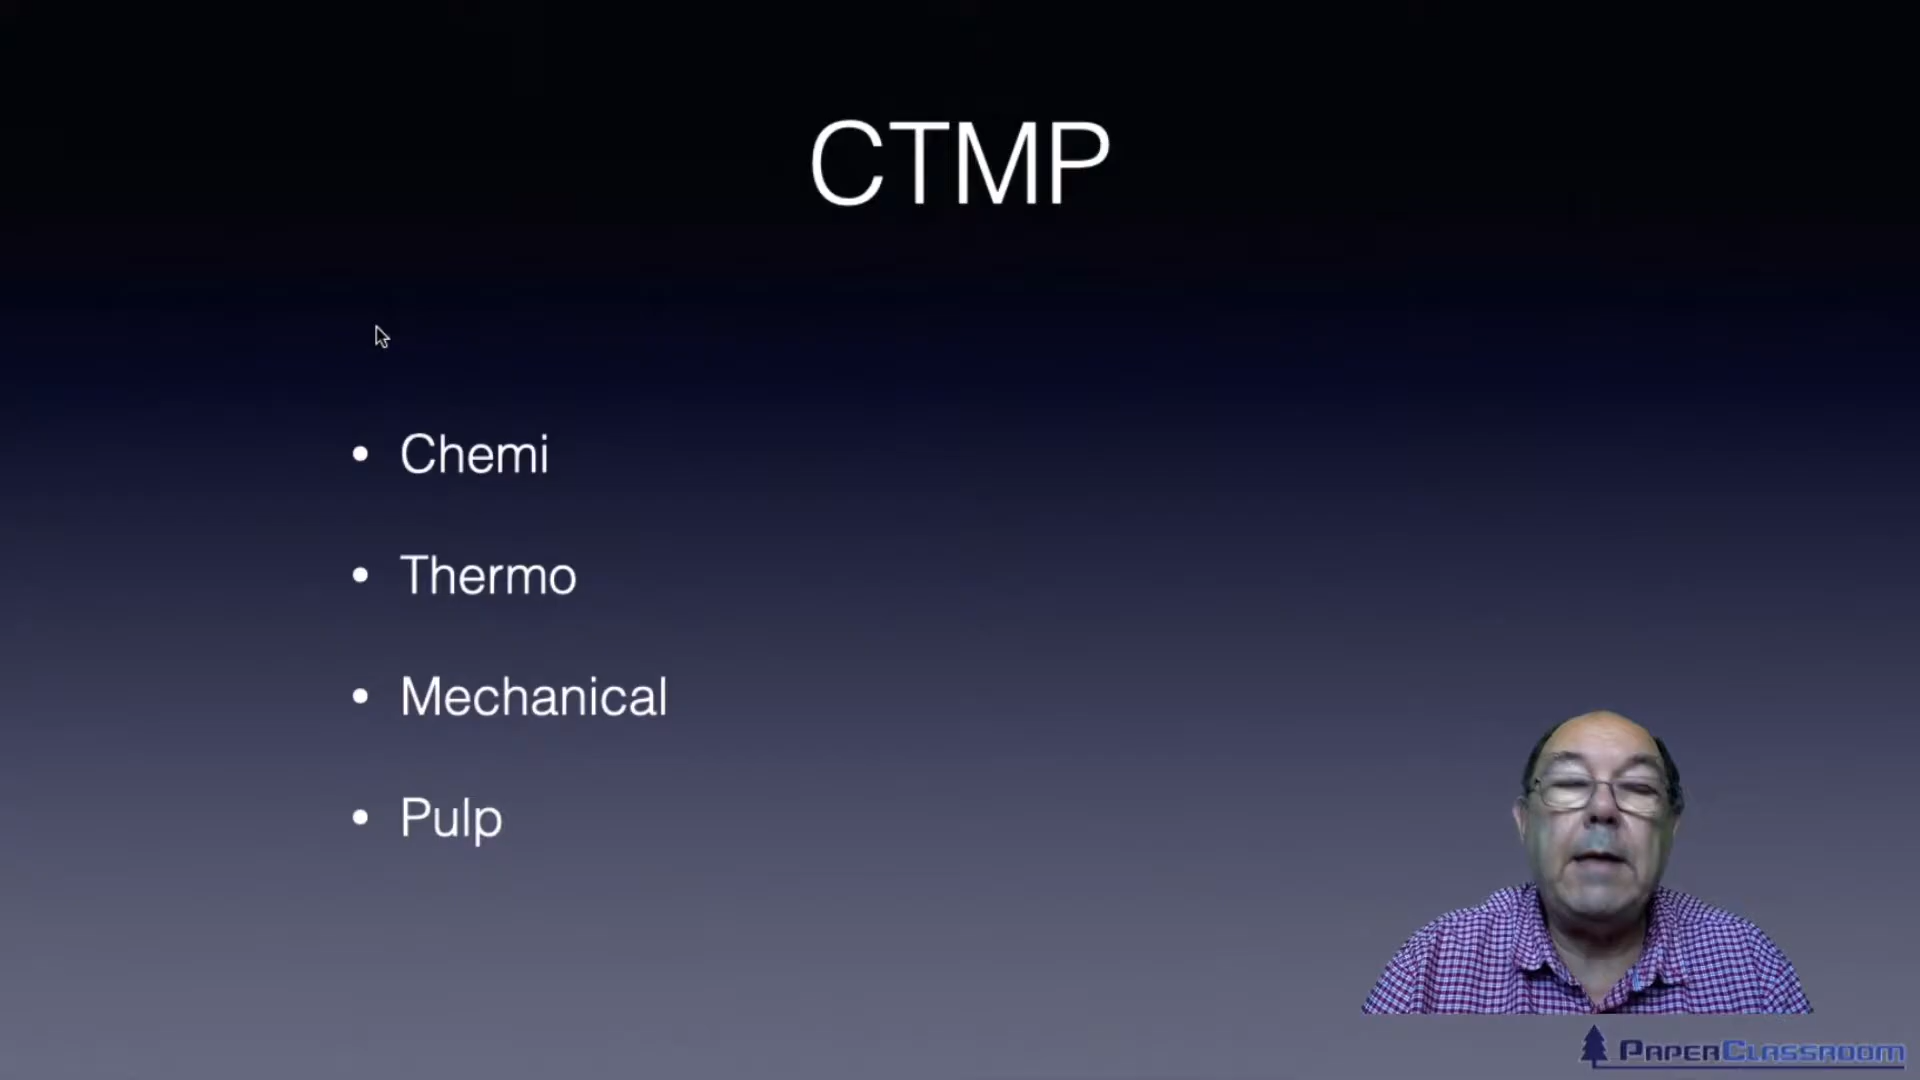 CTMP
• Chemi
• Thermo
• Mechanical
• Pulp
PAPERCLASSROOM